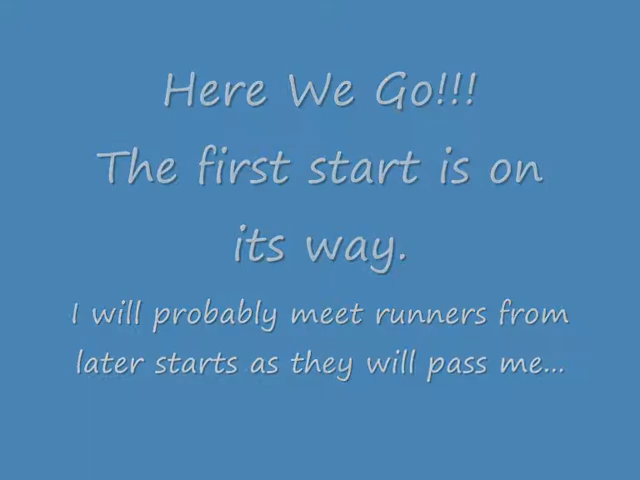 Here We Go!!!
The first start is on
its way.
I will probably meet runners from
later starts as they will pass me...